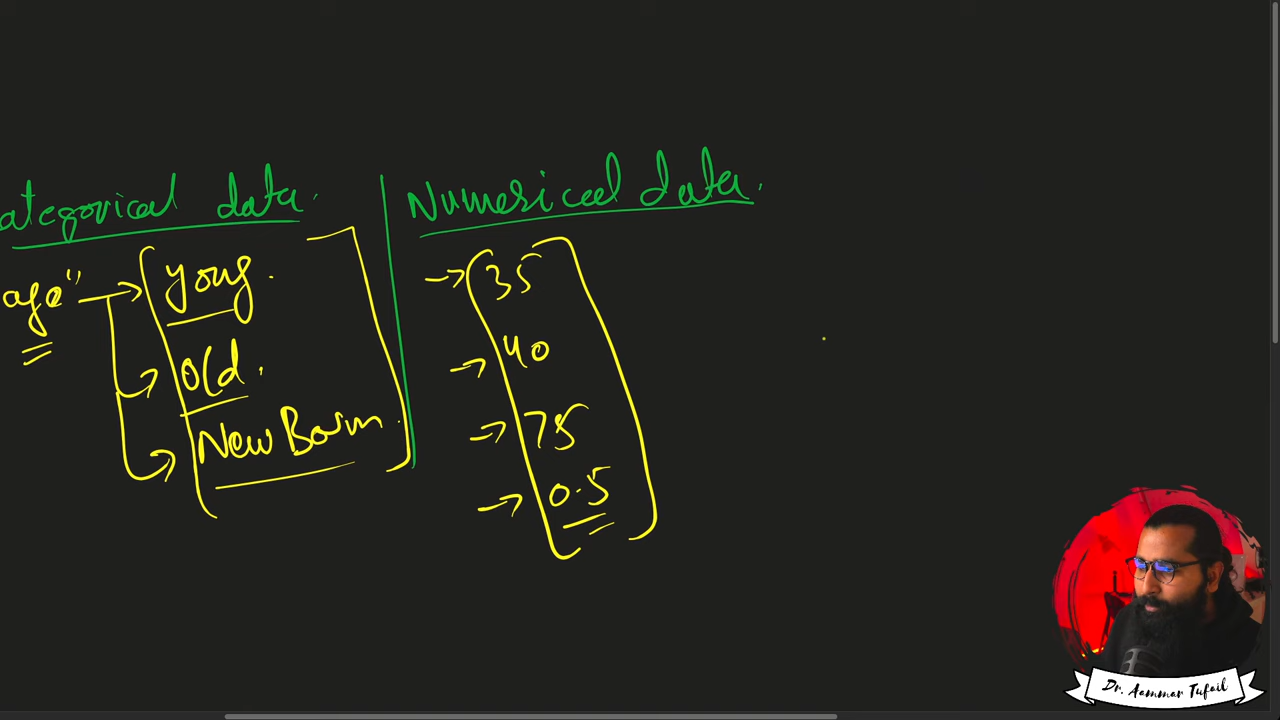 ategorical data.
Numerical data.
age"
young.
old.
New Born.
35
40
75
0.5
Dr. Aammar Tufail